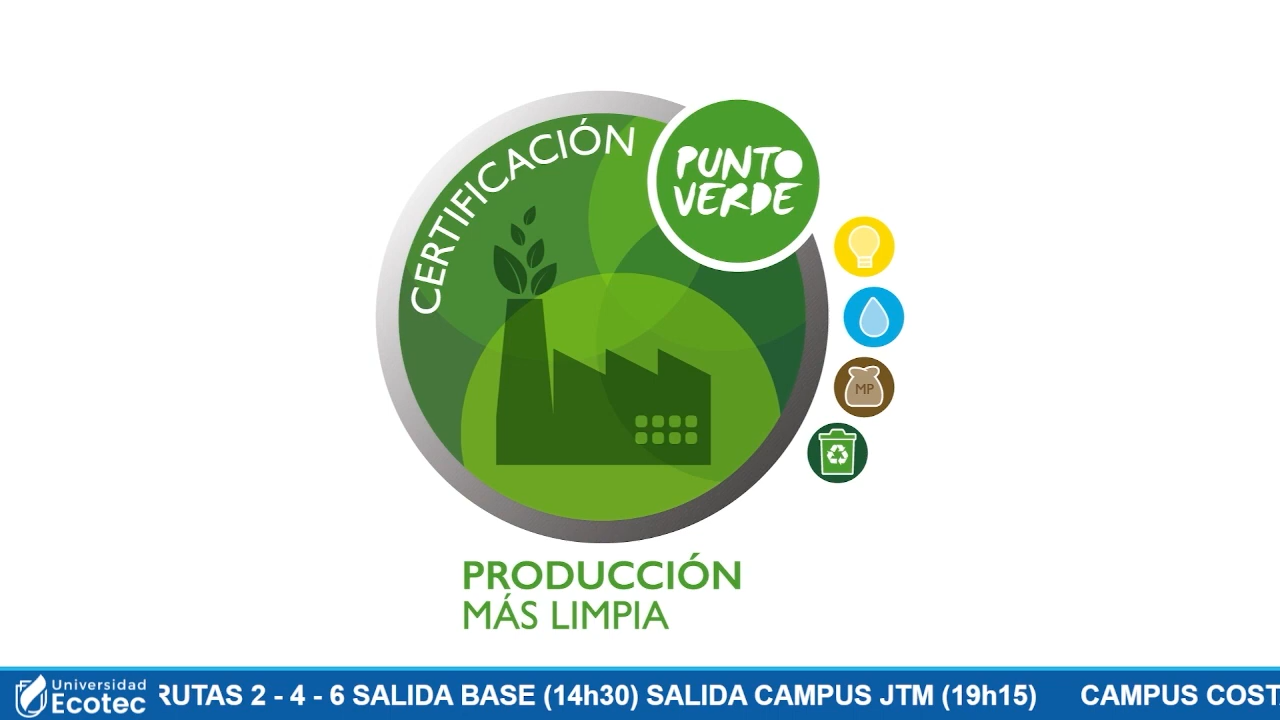 CERTIFICACIÓN
PUNTO
VERDE
MP
PRODUCCIÓN
MÁS LIMPIA
Universidad
Ecotec
RUTAS 2 - 4 - 6 SALIDA BASE (14h30) SALIDA CAMPUS JTM (19h15) CAMPUS COST